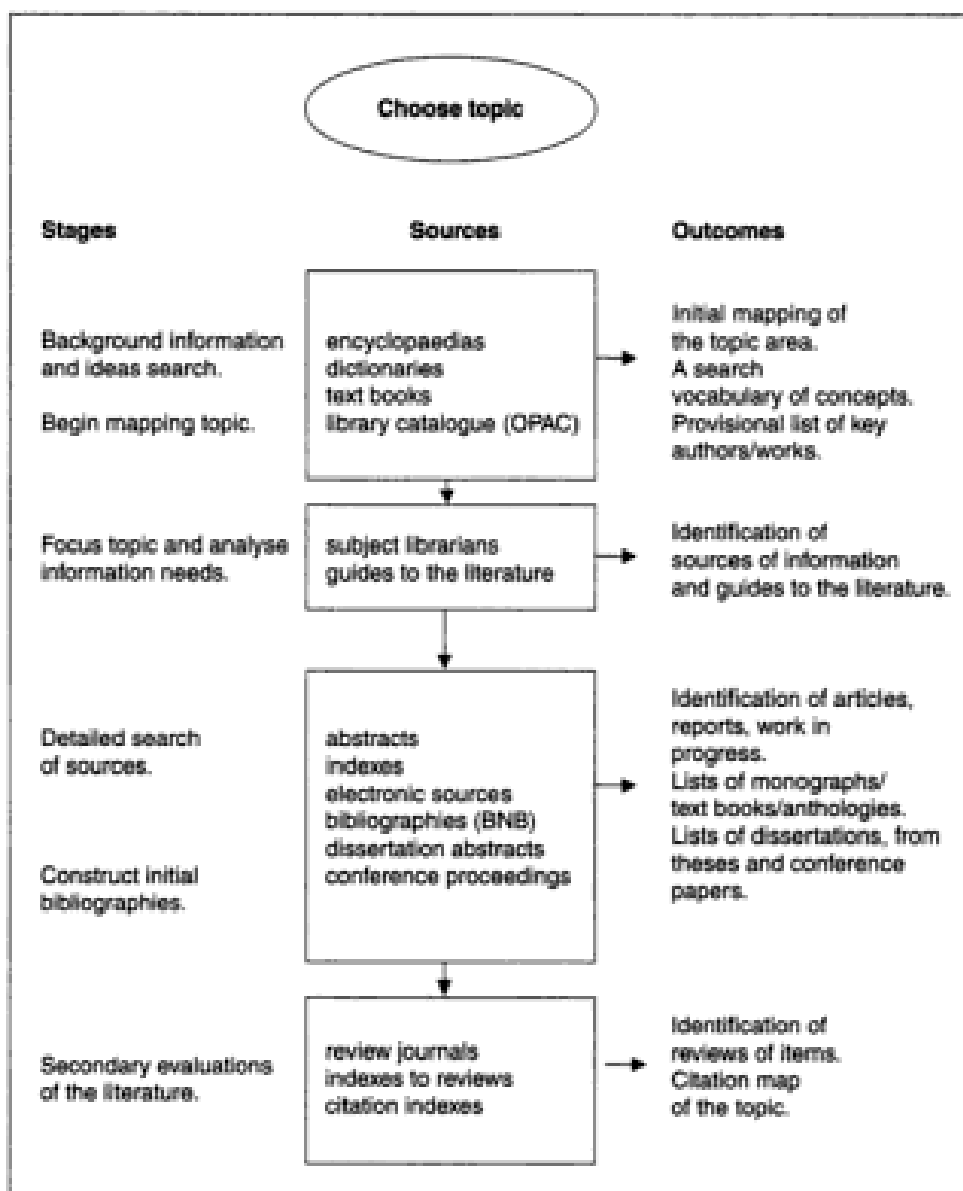 Choose topic
Stages
Sources
Outcomes
Background information
and ideas search.
Begin mapping topic.
encyclopaedias
dictionaries
text books
library catalogue (OPAC)
Initial mapping of
the topic area.
A search
vocabulary of concepts.
Provisional list of key
authors/works.
Focus topic and analyse
information needs.
subject librarians
guides to the literature
Identification of
sources of information
and guides to the literature.
Detailed search
of sources.
Construct initial
bibliographies.
abstracts
indexes
electronic sources
bibliographies (BNB)
dissertation abstracts
conference proceedings
Identification of articles,
reports, work in
progress.
Lists of monographs/
text books/anthologies.
Lists of dissertations, from
theses and conference
papers.
Secondary evaluations
of the literature.
review journals
indexes to reviews
citation indexes
Identification of
reviews of items.
Citation map
of the topic.